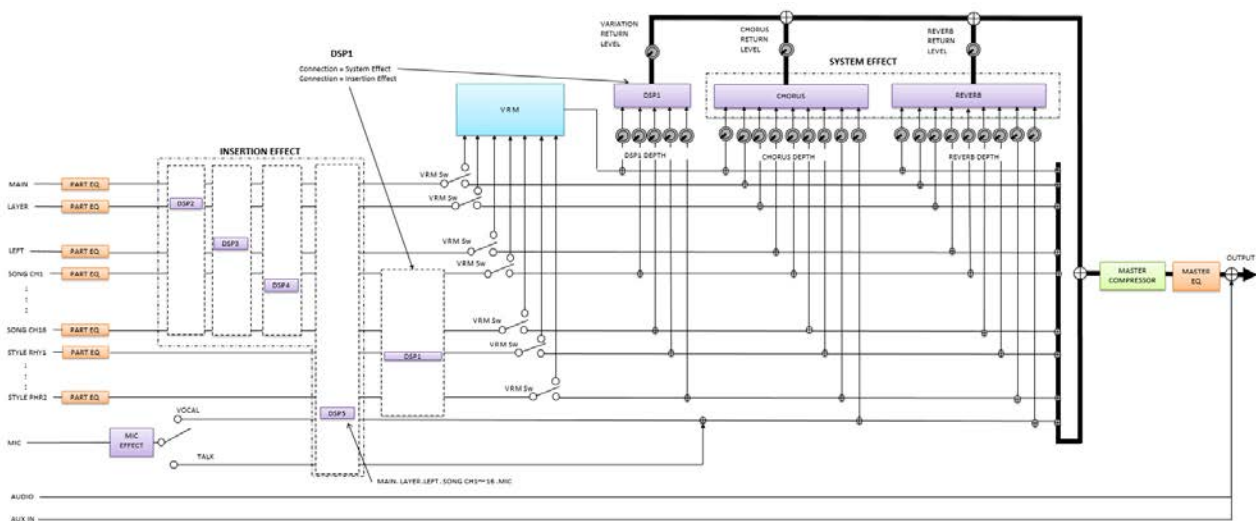 VARIATION
RETURN
LEVEL
CHORUS
RETURN
LEVEL
REVERB
RETURN
LEVEL
SYSTEM EFFECT
DSP1
Connection = System Effect
Connection = Insertion Effect
VRM
DSP1
CHORUS
REVERB
DSP1 DEPTH
CHORUS DEPTH
REVERB DEPTH
INSERTION EFFECT
MAIN
PART EQ
VRM Sw
LAYER
PART EQ
DSP2
VRM Sw
LEFT
PART EQ
DSP3
VRM Sw
SONG CH1
PART EQ
DSP4
VRM Sw
MASTER
COMPRESSOR
MASTER
EQ
OUTPUT
SONG CH16
PART EQ
VRM Sw
STYLE RHY1
PART EQ
DSP1
VRM Sw
STYLE PHR2
PART EQ
VRM Sw
VOCAL
DSP5
MIC
MIC
EFFECT
TALK
MAIN, LAYER, LEFT, SONG CH1~16, MIC
AUDIO
AUX IN